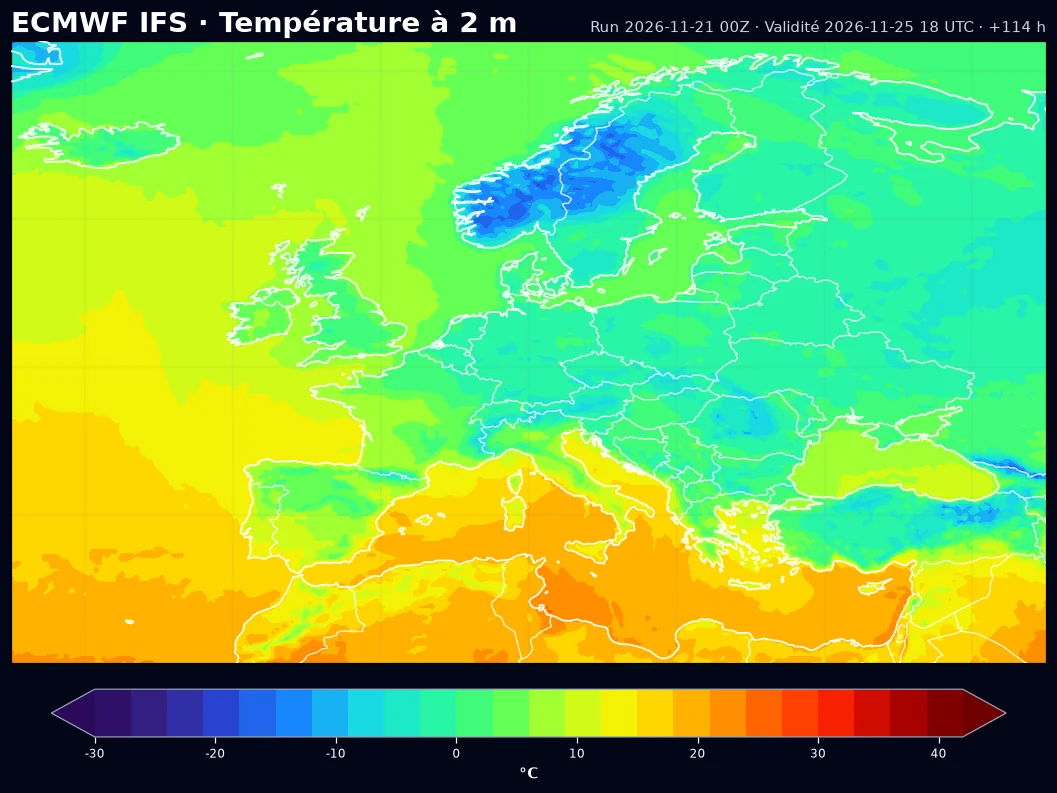 ECMWF IFS · Température à 2 m
Run 2026-11-21 00Z · Validité 2026-11-25 18 UTC · +114 h
-30 -20 -10 0 10 20 30 40
°C